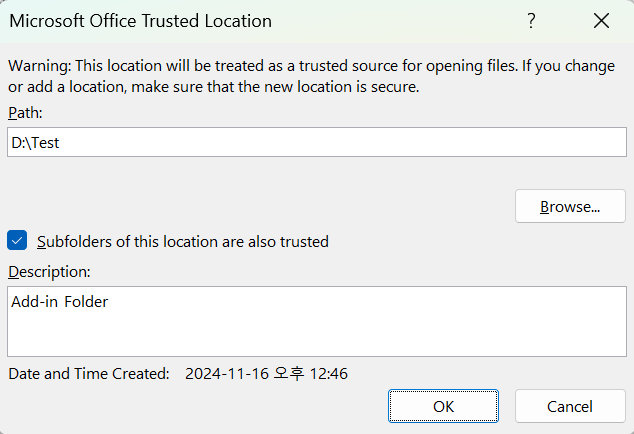 Microsoft Office Trusted Location
Warning: This location will be treated as a trusted source for opening files. If you change
or add a location, make sure that the new location is secure.
Path:
D:\Test
Browse...
Subfolders of this location are also trusted
Description:
Add-in Folder
Date and Time Created: 2024-11-16 오후 12:46
OK Cancel